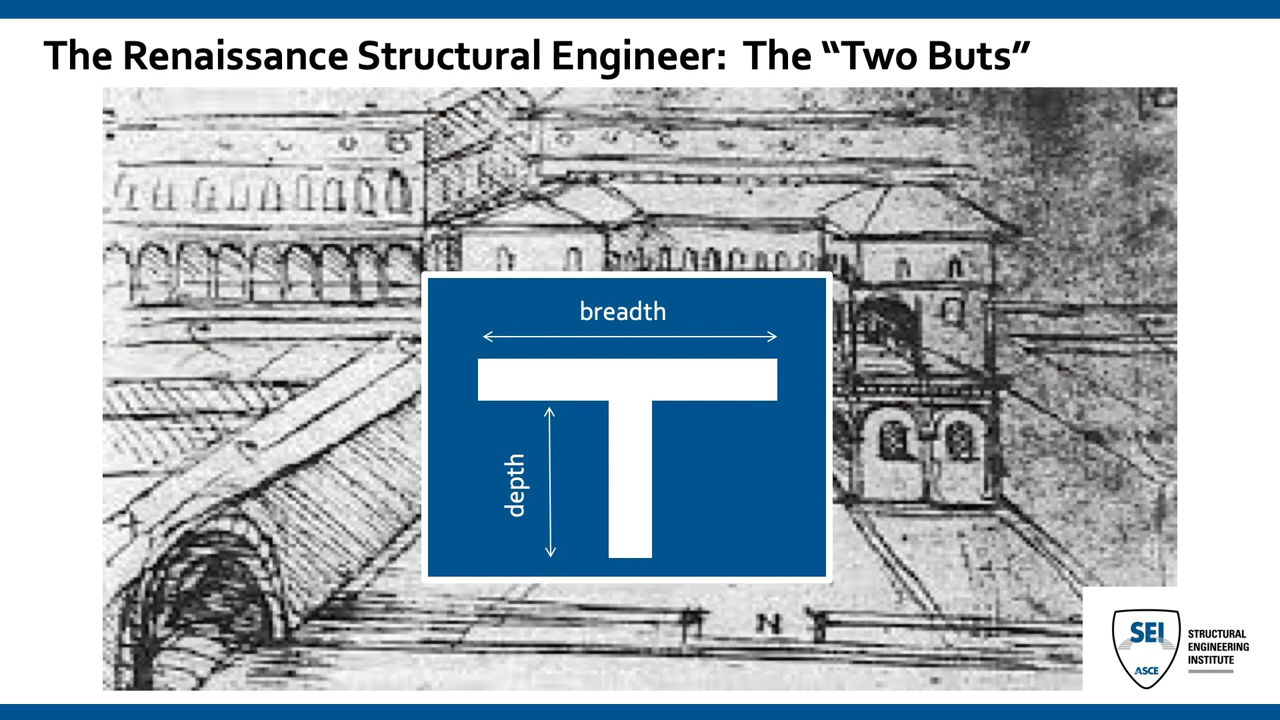 The Renaissance Structural Engineer: The “Two Buts”
breadth
depth
N
SEI
ASCE
STRUCTURAL
ENGINEERING
INSTITUTE